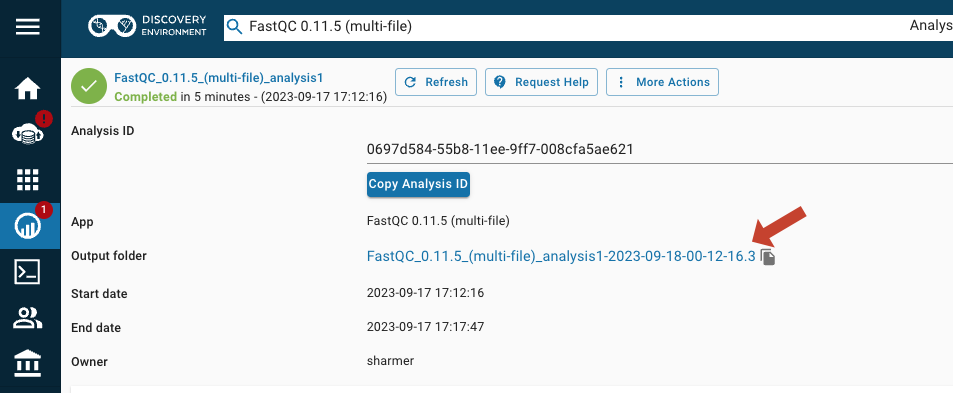 DISCOVERY
ENVIRONMENT
FastQC 0.11.5 (multi-file)
Analys
FastQC_0.11.5_(multi-file)_analysis1
Completed in 5 minutes - (2023-09-17 17:12:16)
Refresh
Request Help
More Actions
!
Analysis ID
0697d584-55b8-11ee-9ff7-008cfa5ae621
Copy Analysis ID
1
App
FastQC 0.11.5 (multi-file)
Output folder
FastQC_0.11.5_(multi-file)_analysis1-2023-09-18-00-12-16.3
Start date
2023-09-17 17:12:16
End date
2023-09-17 17:17:47
Owner
sharmer